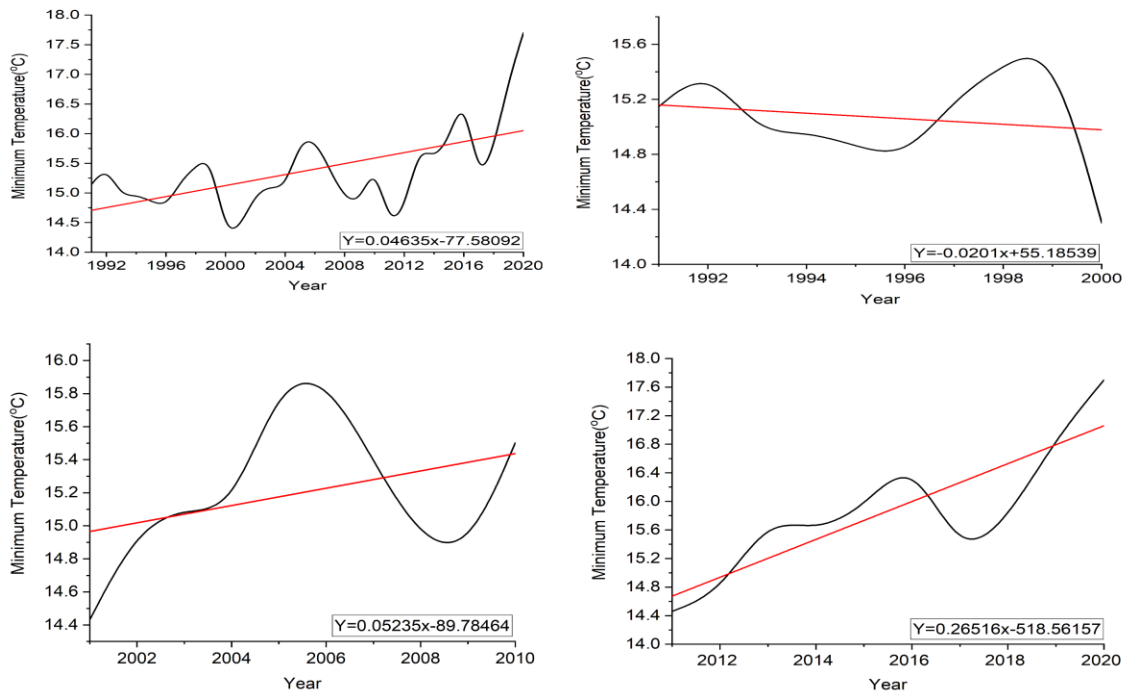 18.0
17.5
17.0
16.5
16.0
15.5
15.0
14.5
14.0
Minimum Temperature(⁰C)
Y=0.04635x-77.58092
1992 1996 2000 2004 2008 2012 2016 2020
Year
15.6
15.2
14.8
14.4
14.0
Minimum Temperature(⁰C)
Y=-0.0201x+55.18539
1992 1994 1996 1998 2000
Year
16.0
15.8
15.6
15.4
15.2
15.0
14.8
14.6
14.4
Minimum Temperature(⁰C)
Y=0.05235x-89.78464
2002 2004 2006 2008 2010
Year
18.0
17.6
17.2
16.8
16.4
16.0
15.6
15.2
14.8
14.4
14.0
Minimum Temperature(⁰C)
Y=0.26516x-518.56157
2012 2014 2016 2018 2020
Year